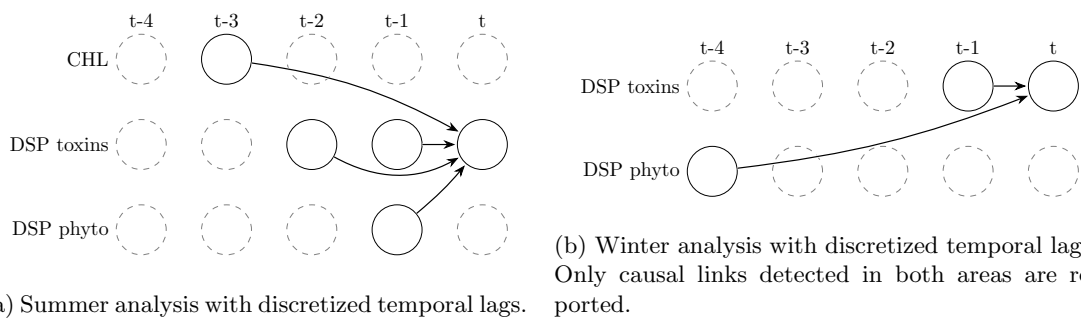 t-4 t-3 t-2 t-1 t
CHL
DSP toxins
DSP phyto
a) Summer analysis with discretized temporal lags.
t-4 t-3 t-2 t-1 t
DSP toxins
DSP phyto
(b) Winter analysis with discretized temporal lag
Only causal links detected in both areas are re
ported.